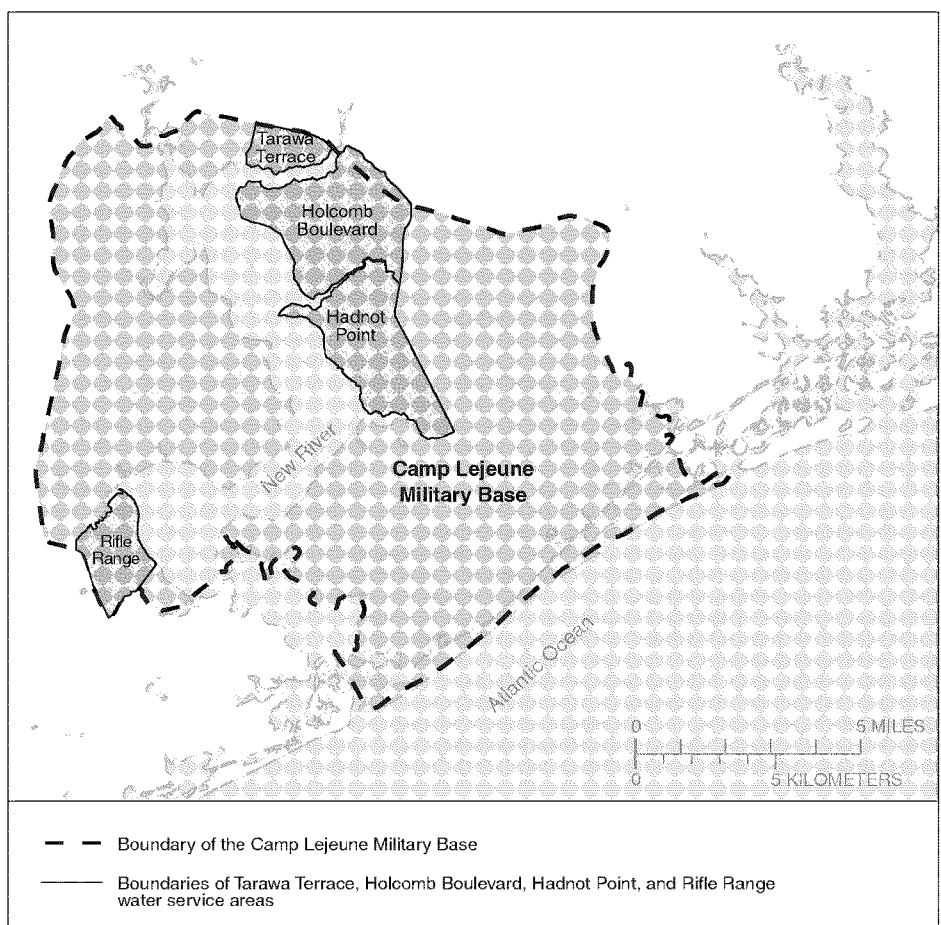 Tarawa
Terrace
Holcomb
Boulevard
Hadnot
Point
New River
Camp Lejeune
Military Base
Rifle
Range
Atlantic Ocean
0 5 MILES
0 5 KILOMETERS
Boundary of the Camp Lejeune Military Base
Boundaries of Tarawa Terrace, Holcomb Boulevard, Hadnot Point, and Rifle Range
water service areas